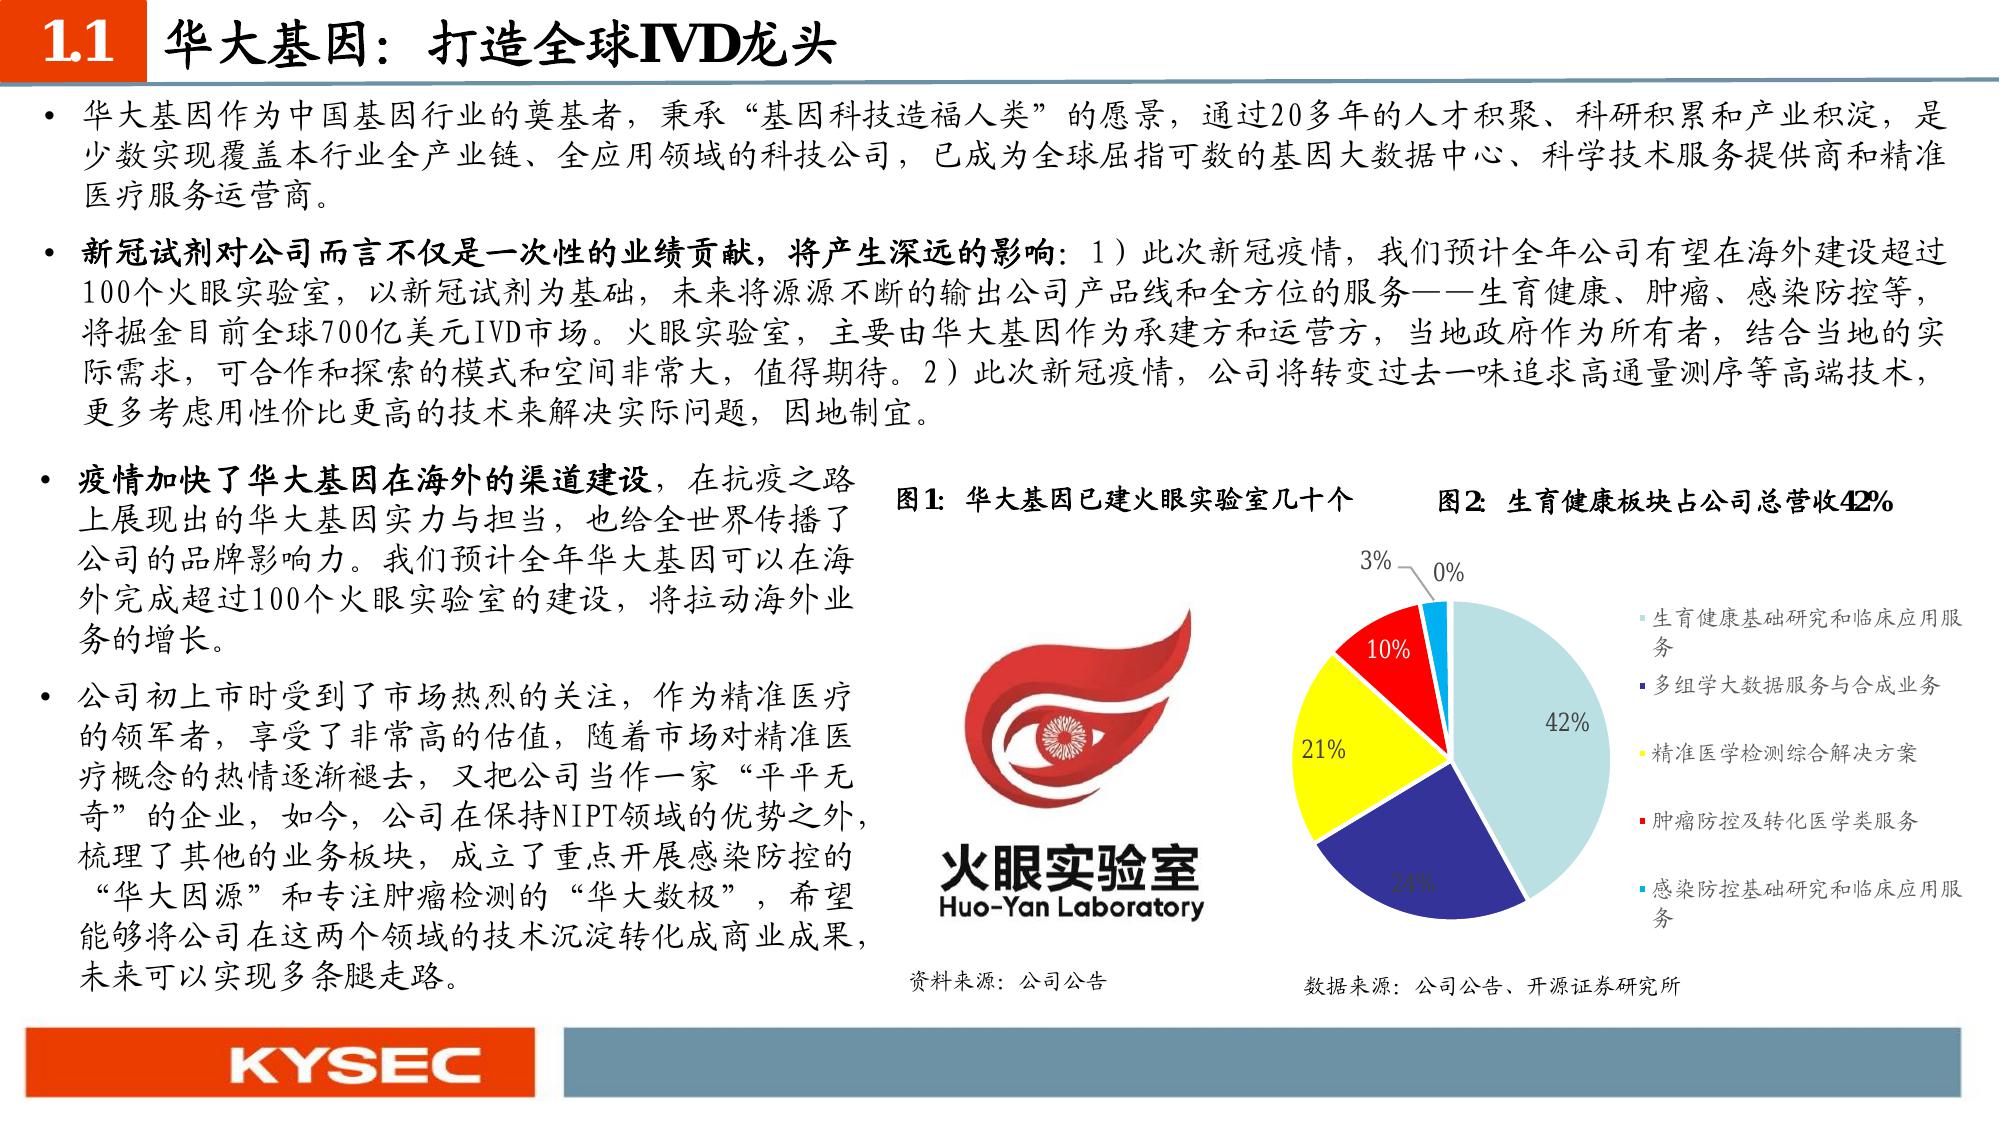 1.1 华大基因：打造全球IVD龙头
• 华大基因作为中国基因行业的奠基者，秉承“基因科技造福人类”的愿景，通过20多年的人才积聚、科研积累和产业积淀，是
少数实现覆盖本行业全产业链、全应用领域的科技公司，已成为全球屈指可数的基因大数据中心、科学技术服务提供商和精准
医疗服务运营商。
• 新冠试剂对公司而言不仅是一次性的业绩贡献，将产生深远的影响：1）此次新冠疫情，我们预计全年公司有望在海外建设超过
100个火眼实验室，以新冠试剂为基础，未来将源源不断的输出公司产品线和全方位的服务——生育健康、肿瘤、感染防控等，
将掘金目前全球700亿美元IVD市场。火眼实验室，主要由华大基因作为承建方和运营方，当地政府作为所有者，结合当地的实
际需求，可合作和探索的模式和空间非常大，值得期待。2）此次新冠疫情，公司将转变过去一味追求高通量测序等高端技术，
更多考虑用性价比更高的技术来解决实际问题，因地制宜。
• 疫情加快了华大基因在海外的渠道建设，在抗疫之路
上展现出的华大基因实力与担当，也给全世界传播了
公司的品牌影响力。我们预计全年华大基因可以在海
外完成超过100个火眼实验室的建设，将拉动海外业
务的增长。
• 公司初上市时受到了市场热烈的关注，作为精准医疗
的领军者，享受了非常高的估值，随着市场对精准医
疗概念的热情逐渐褪去，又把公司当作一家“平平无
奇”的企业，如今，公司在保持NIPT领域的优势之外，
梳理了其他的业务板块，成立了重点开展感染防控的
“华大因源”和专注肿瘤检测的“华大数极”，希望
能够将公司在这两个领域的技术沉淀转化成商业成果，
未来可以实现多条腿走路。
图1：华大基因已建火眼实验室几十个
火眼实验室
Huo-Yan Laboratory
资料来源：公司公告
图2：生育健康板块占公司总营收42%
3%
0%
10%
42%
21%
24%
生育健康基础研究和临床应用服
务
多组学大数据服务与合成业务
精准医学检测综合解决方案
肿瘤防控及转化医学类服务
感染防控基础研究和临床应用服
务
数据来源：公司公告、开源证券研究所
KYSEC